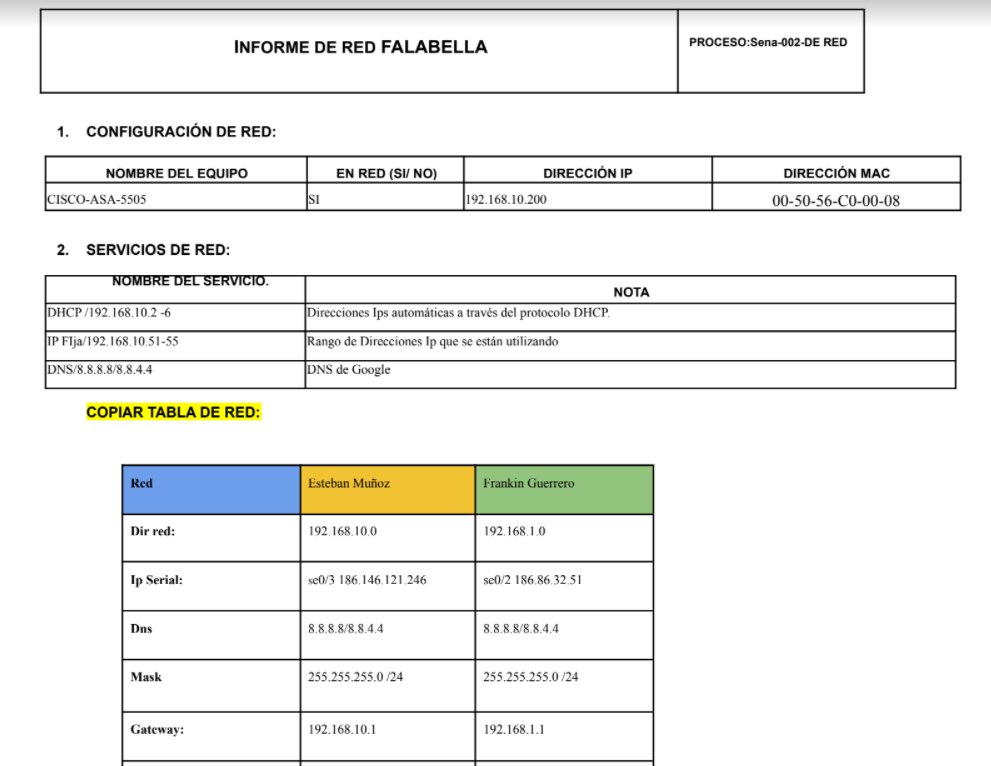 INFORME DE RED FALABELLA
PROCESO:Sena-002-DE RED
1. CONFIGURACIÓN DE RED:
NOMBRE DEL EQUIPO EN RED (SI/ NO) DIRECCIÓN IP DIRECCIÓN MAC
CISCO-ASA-5505 SI 192.168.10.200 00-50-56-C0-00-08
2. SERVICIOS DE RED:
NOMBRE DEL SERVICIO. NOTA
DHCP /192.168.10.2 -6 Direcciones Ips automáticas a través del protocolo DHCP.
IP FIja/192.168.10.51-55 Rango de Direcciones Ip que se están utilizando
DNS/8.8.8.8/8.8.4.4 DNS de Google
COPIAR TABLA DE RED:
Red Esteban Muñoz Frankin Guerrero
Dir red: 192.168.10.0 192.168.1.0
Ip Serial: se0/3 186.146.121.246 se0/2 186.86.32.51
Dns 8.8.8.8/8.8.4.4 8.8.8.8/8.8.4.4
Mask 255.255.255.0 /24 255.255.255.0 /24
Gateway: 192.168.10.1 192.168.1.1